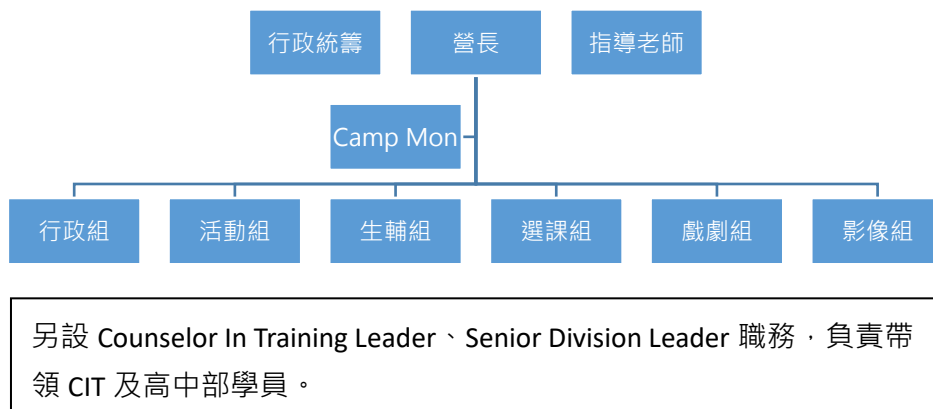 行政統籌
營長
指導老師
Camp Mon
行政組
活動組
生輔組
選課組
戲劇組
影像組
另設 Counselor In Training Leader、Senior Division Leader 職務，負責帶
領 CIT 及高中部學員。